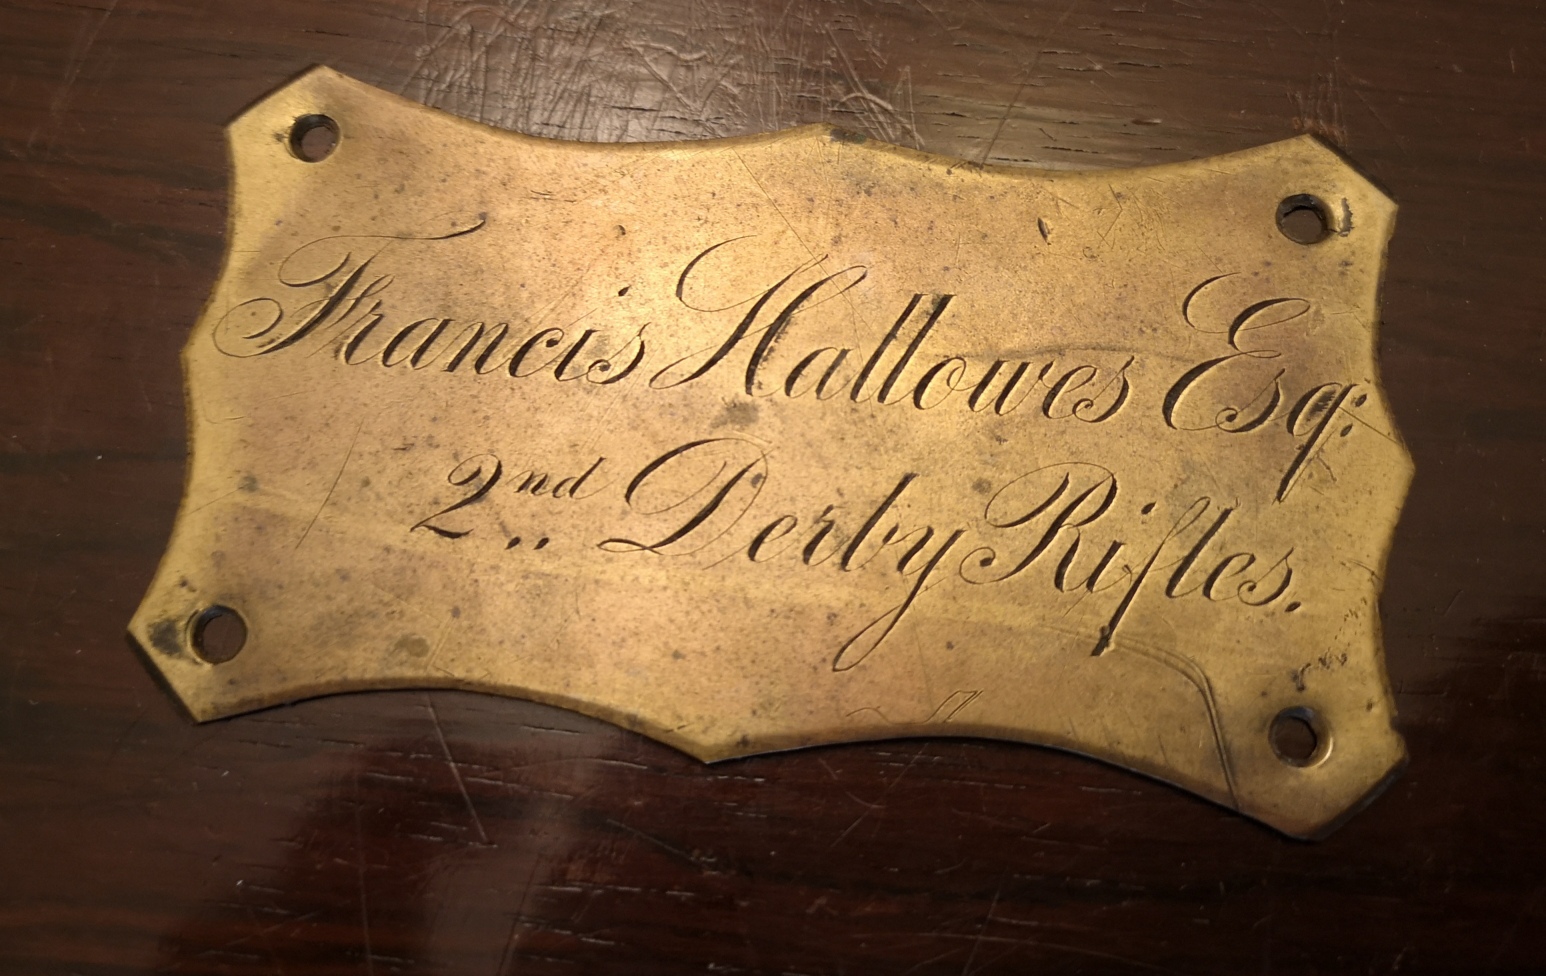 Francis Hallowes Esq:
2nd Derby Rifles.